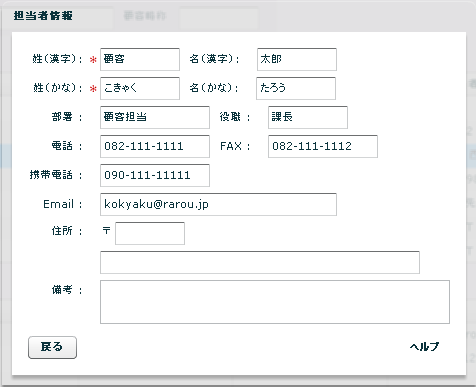 担当者情報 顧客略称
姓(漢字): * 顧客 名(漢字): 太郎
姓(かな): * こきゃく 名(かな): たろう
部署: 顧客担当 役職: 課長
電話: 082-111-1111 FAX: 082-111-1112
携帯電話: 090-111-11111
Email: kokyaku@rarou.jp
住所: 〒
備考:
戻る ヘルプ